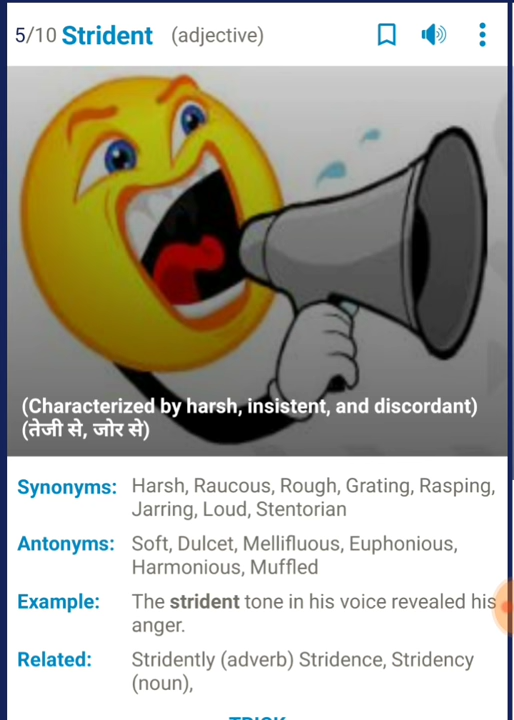 5/10 Strident (adjective)
(Characterized by harsh, insistent, and discordant)
(तेजी से, जोर से)
Synonyms: Harsh, Raucous, Rough, Grating, Rasping,
Jarring, Loud, Stentorian
Antonyms: Soft, Dulcet, Mellifluous, Euphonious,
Harmonious, Muffled
Example: The strident tone in his voice revealed his
anger.
Related: Stridently (adverb) Stridence, Stridency
(noun),
TRICK